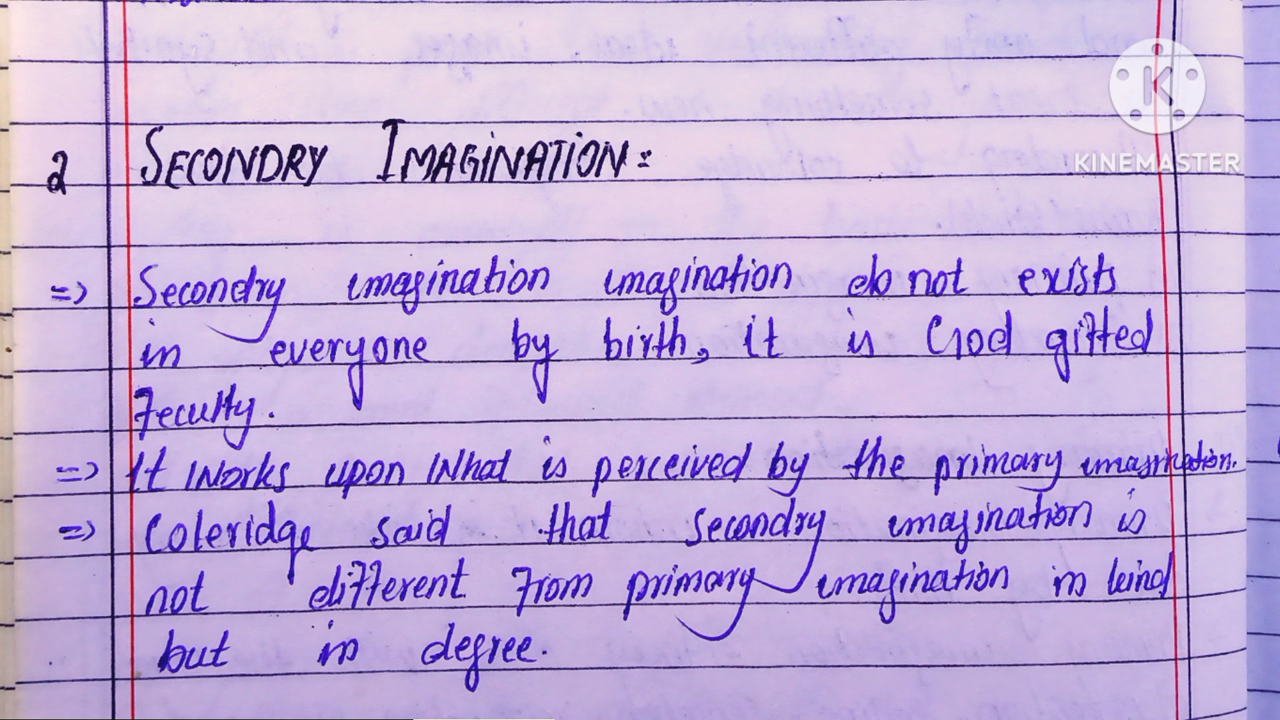 2 SECONDRY IMAGINATION:
=> Secondry imagination imagination do not exists
in everyone by birth, it is God gifted
Feculty.
=> It works upon what is perceived by the primary imagination.
=> Coleridge said that secondry imagination is
not different from primary imagination in kind
but in degree.
K
KINEMASTER